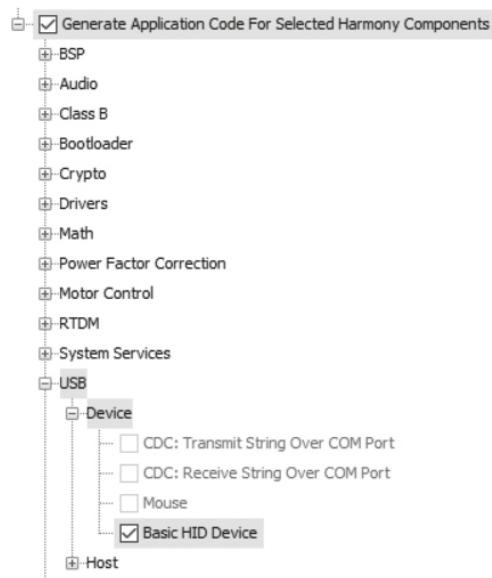 Generate Application Code For Selected Harmony Components
BSP
Audio
Class B
Bootloader
Crypto
Drivers
Math
Power Factor Correction
Motor Control
RTDM
System Services
USB
Device
CDC: Transmit String Over COM Port
CDC: Receive String Over COM Port
Mouse
Basic HID Device
Host